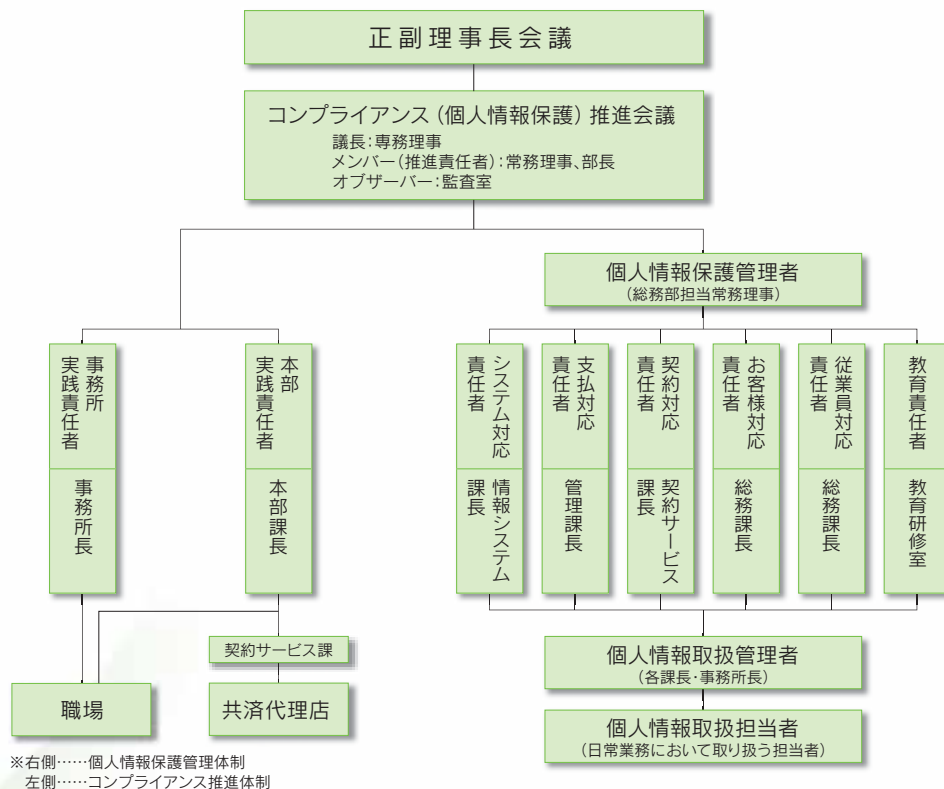 正副理事長会議
コンプライアンス（個人情報保護）推進会議
議長：専務理事
メンバー（推進責任者）：常務理事、部長
オブザーバー：監査室
個人情報保護管理者
（総務部担当常務理事）
事務所
実践責任者
事務所長
本部
実践責任者
本部課長
システム対応
責任者
情報システム
課長
支払対応
責任者
管理課長
契約対応
責任者
契約サービス
課長
お客様対応
責任者
総務課長
従業員対応
責任者
総務課長
教育責任者
教育研修室
契約サービス課
職場
共済代理店
個人情報取扱管理者
（各課長・事務所長）
個人情報取扱担当者
（日常業務において取り扱う担当者）
※右側……個人情報保護管理体制
左側……コンプライアンス推進体制